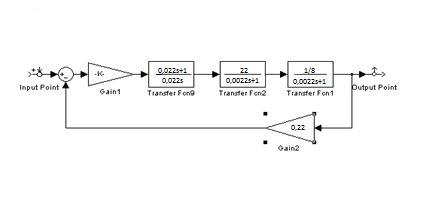 -K-
0,022s+1
0,022s
22
0,0022s+1
1/8
0,0022s+1
Input Point
Gain1
Transfer Fcn9
Transfer Fcn2
Transfer Fcn1
Output Point
0,22
Gain2